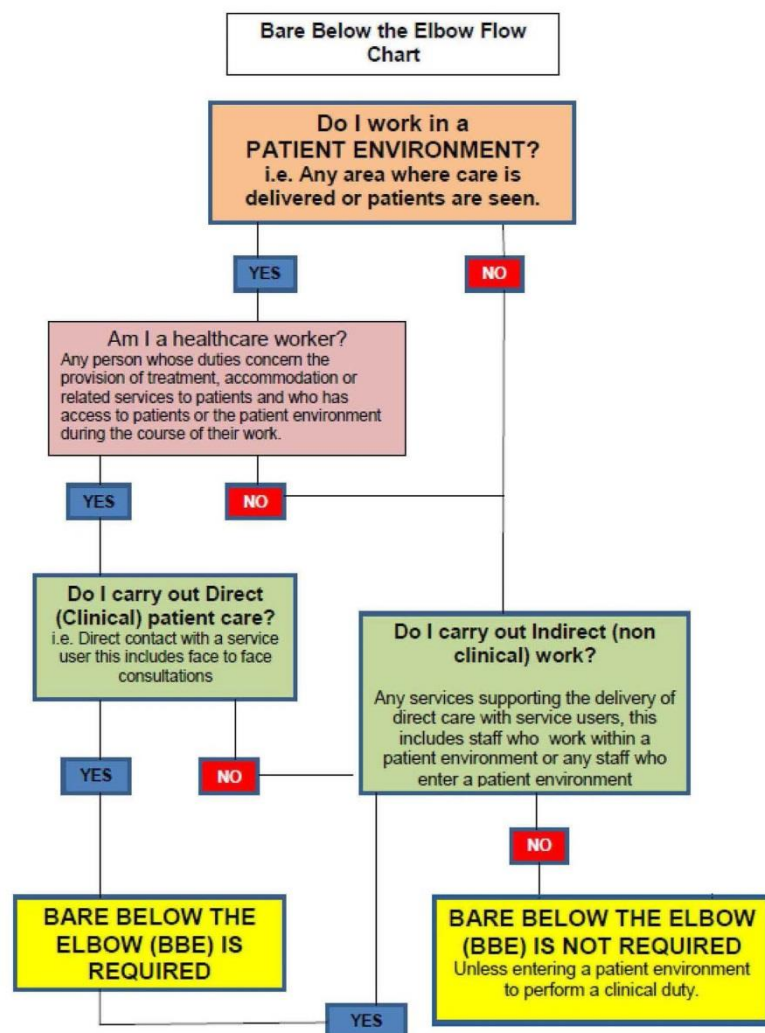 Bare Below the Elbow Flow
Chart
Do I work in a
PATIENT ENVIRONMENT?
i.e. Any area where care is
delivered or patients are seen.
YES
NO
Am I a healthcare worker?
Any person whose duties concern the
provision of treatment, accommodation or
related services to patients and who has
access to patients or the patient environment
during the course of their work.
YES
NO
Do I carry out Direct
(Clinical) patient care?
i.e. Direct contact with a service
user this includes face to face
consultations
Do I carry out Indirect (non
clinical) work?
Any services supporting the delivery of
direct care with service users, this
includes staff who work within a
patient environment or any staff who
enter a patient environment
YES
NO
NO
BARE BELOW THE
ELBOW (BBE) IS
REQUIRED
BARE BELOW THE ELBOW
(BBE) IS NOT REQUIRED
Unless entering a patient environment
to perform a clinical duty.
YES